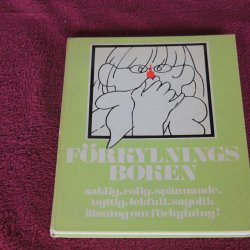 FÖRKYLNINGS
BOKEN
saklig, rolig, spännande,
nyttig, lekfull, sagolik
läsning om förkylning!